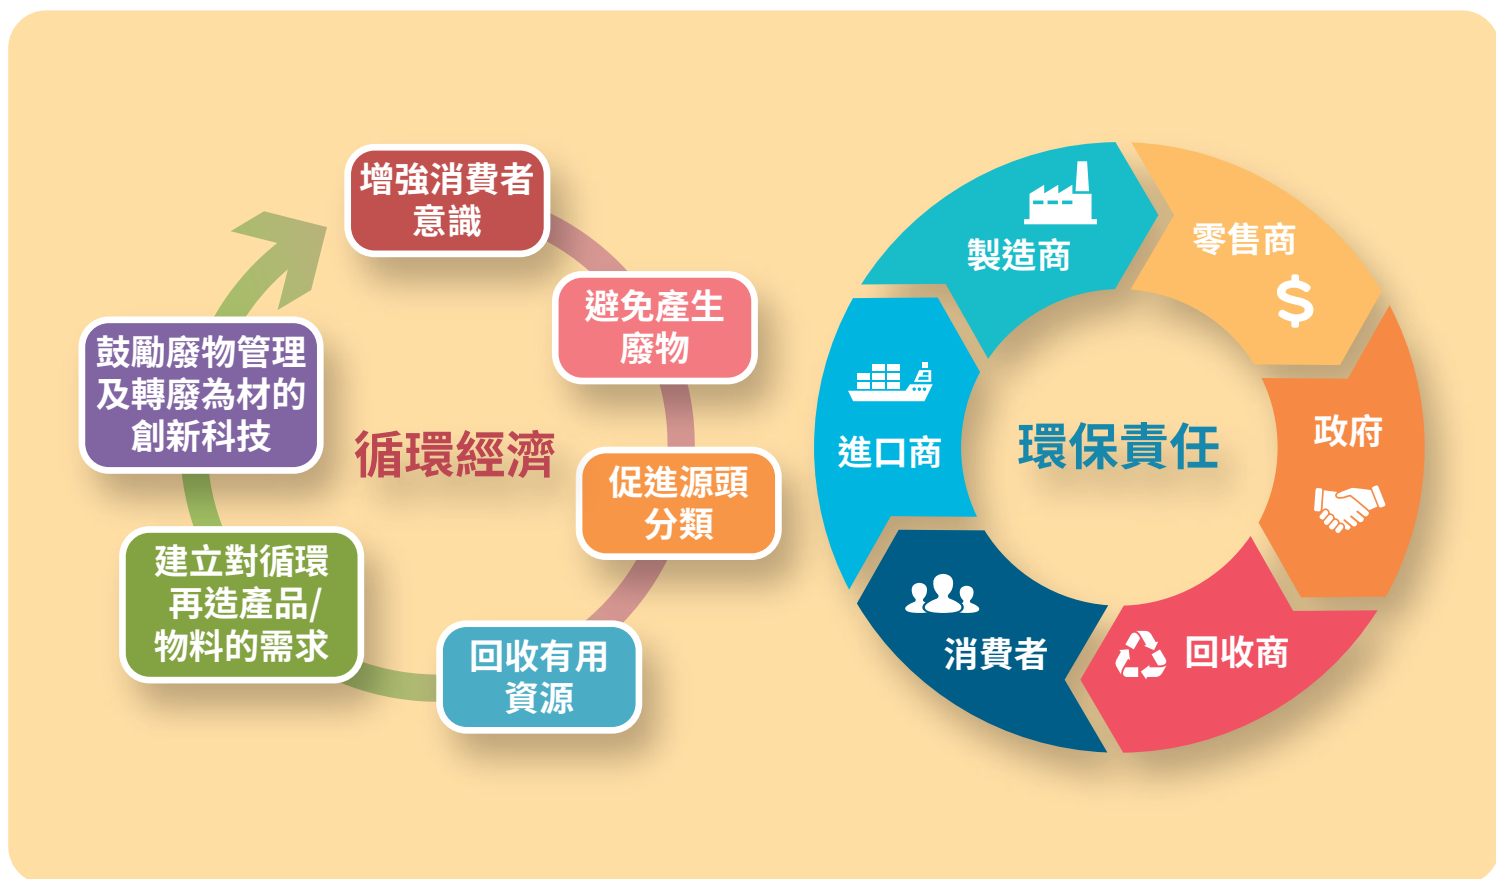 增強消費者
意識
避免產生
廢物
促進源頭
分類
回收有用
資源
建立對循環
再造產品/
物料的需求
鼓勵廢物管理
及轉廢為材的
創新科技
循環經濟
製造商
零售商
政府
回收商
消費者
進口商
環保責任